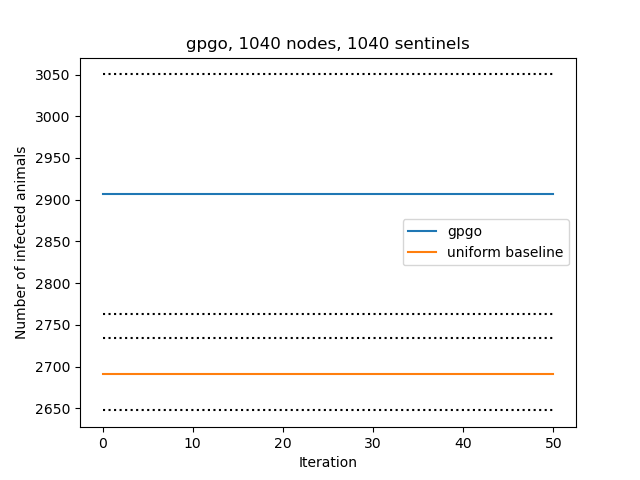 gpgo, 1040 nodes, 1040 sentinels
3050
3000
2950
2900
2850
2800
2750
2700
2650
Number of infected animals
gpgo
uniform baseline
0 10 20 30 40 50
Iteration